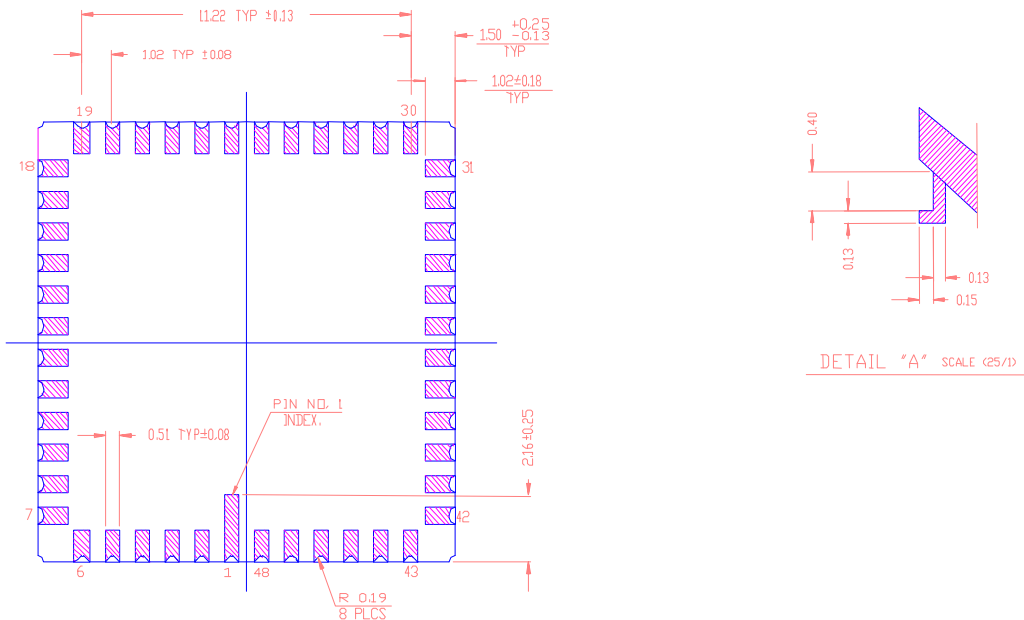 11.22 TYP ±0.13
+0.25
1.50 -0.13
TYP
1.02 TYP ±0.08
1.02±0.18
TYP
19
30
18
31
0.40
0.13
0.13
0.15
DETAIL "A" SCALE (25/1)
PIN NO. 1
INDEX.
0.51 TYP±0.08
2.16±0.25
7
42
6
1
48
43
R 0.19
8 PLCS